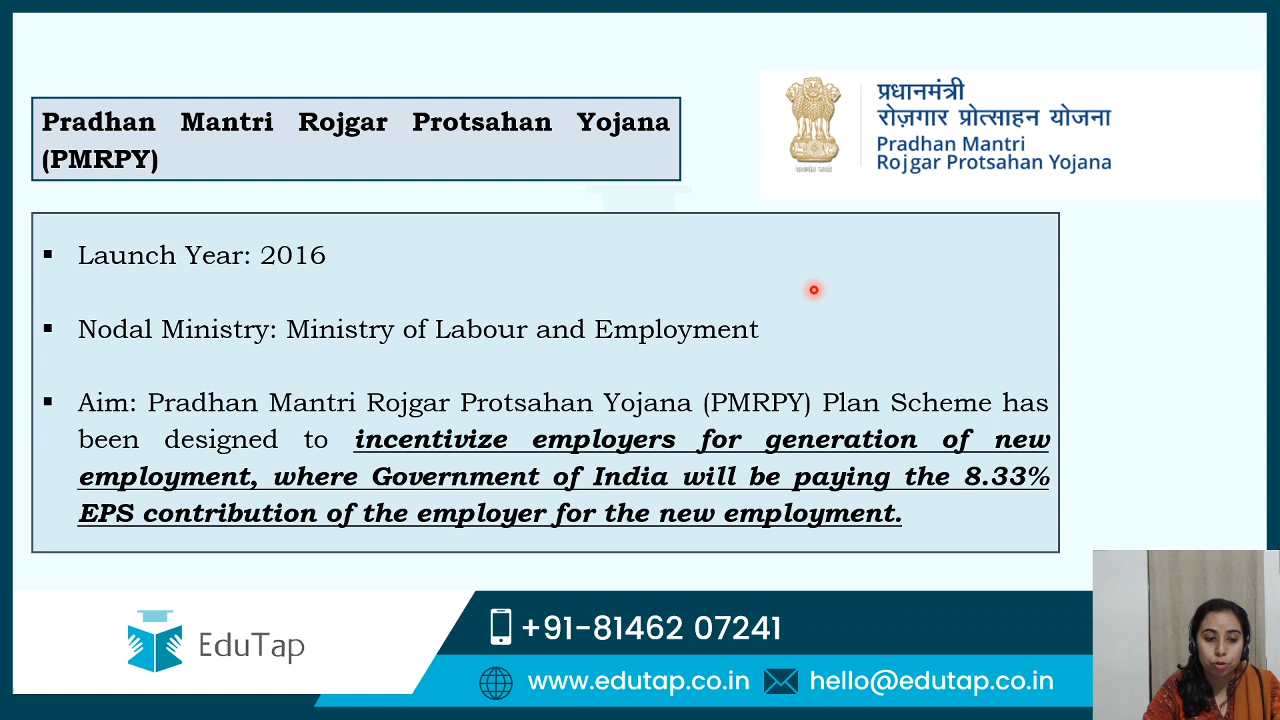 Pradhan Mantri Rojgar Protsahan Yojana
(PMRPY)
प्रधानमंत्री
रोज़गार प्रोत्साहन योजना
Pradhan Mantri
Rojgar Protsahan Yojana
▪ Launch Year: 2016
▪ Nodal Ministry: Ministry of Labour and Employment
▪ Aim: Pradhan Mantri Rojgar Protsahan Yojana (PMRPY) Plan Scheme has
been designed to incentivize employers for generation of new
employment, where Government of India will be paying the 8.33%
EPS contribution of the employer for the new employment.
EduTap
+91-81462 07241
www.edutap.co.in
hello@edutap.co.in